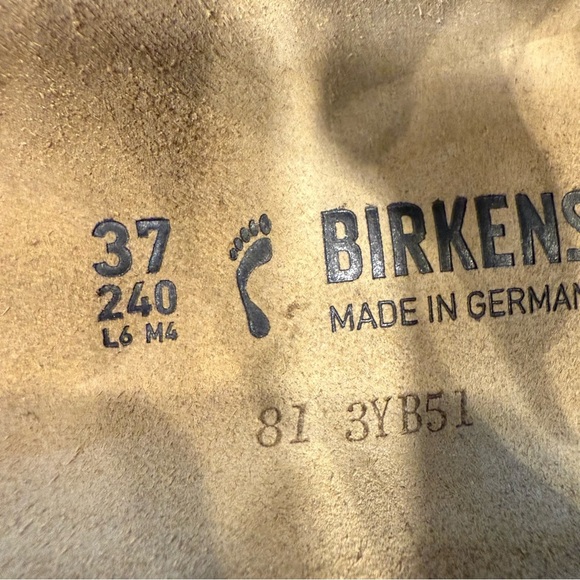 37
240
L6 M4
BIRKENS
MADE IN GERMAN
81 3YB51